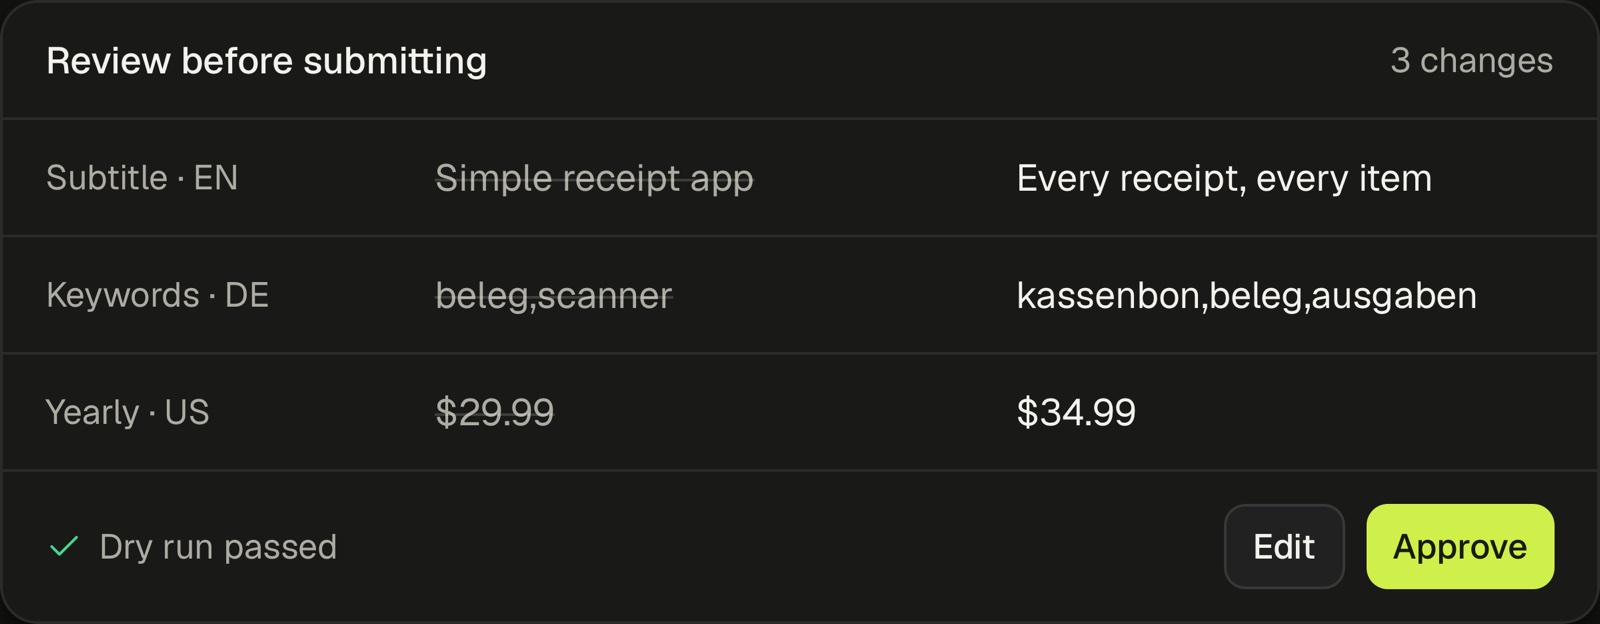 Review before submitting
3 changes
Subtitle · EN
Simple receipt app
Every receipt, every item
Keywords · DE
beleg,scanner
kassenbon,beleg,ausgaben
Yearly · US
$29.99
$34.99
Dry run passed
Edit
Approve